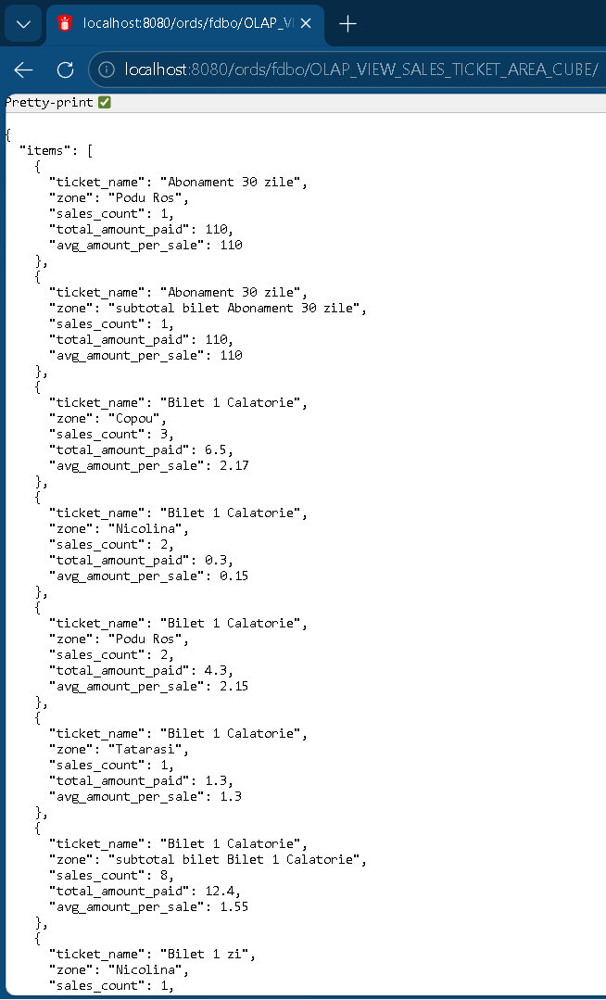 localhost:8080/ords/fdbo/OLAP_VI
localhost:8080/ords/fdbo/OLAP_VIEW_SALES_TICKET_AREA_CUBE/
Pretty-print
{
  "items": [
    {
      "ticket_name": "Abonament 30 zile",
      "zone": "Podu Ros",
      "sales_count": 1,
      "total_amount_paid": 110,
      "avg_amount_per_sale": 110
    },
    {
      "ticket_name": "Abonament 30 zile",
      "zone": "subtotal bilet Abonament 30 zile",
      "sales_count": 1,
      "total_amount_paid": 110,
      "avg_amount_per_sale": 110
    },
    {
      "ticket_name": "Bilet 1 Calatorie",
      "zone": "Copou",
      "sales_count": 3,
      "total_amount_paid": 6.5,
      "avg_amount_per_sale": 2.17
    },
    {
      "ticket_name": "Bilet 1 Calatorie",
      "zone": "Nicolina",
      "sales_count": 2,
      "total_amount_paid": 0.3,
      "avg_amount_per_sale": 0.15
    },
    {
      "ticket_name": "Bilet 1 Calatorie",
      "zone": "Podu Ros",
      "sales_count": 2,
      "total_amount_paid": 4.3,
      "avg_amount_per_sale": 2.15
    },
    {
      "ticket_name": "Bilet 1 Calatorie",
      "zone": "Tatarasi",
      "sales_count": 1,
      "total_amount_paid": 1.3,
      "avg_amount_per_sale": 1.3
    },
    {
      "ticket_name": "Bilet 1 Calatorie",
      "zone": "subtotal bilet Bilet 1 Calatorie",
      "sales_count": 8,
      "total_amount_paid": 12.4,
      "avg_amount_per_sale": 1.55
    },
    {
      "ticket_name": "Bilet 1 zi",
      "zone": "Nicolina",
      "sales_count": 1,